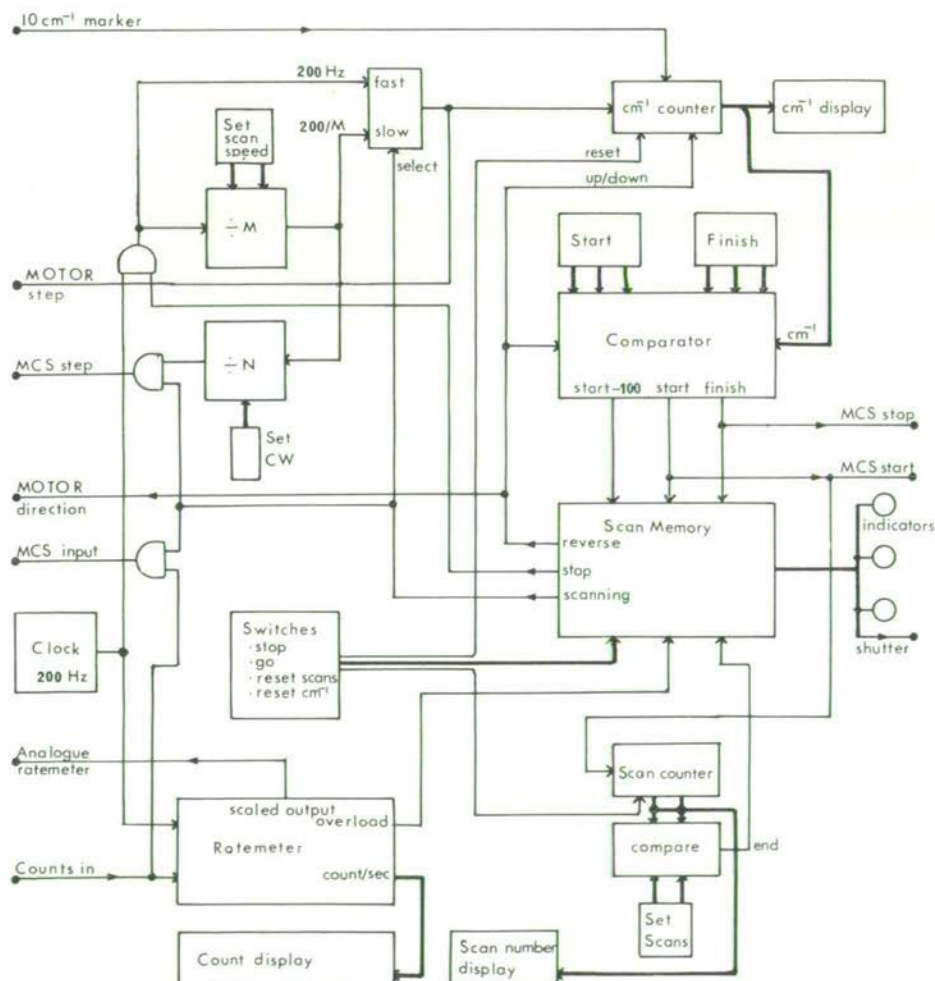 10 cm⁻¹ marker
200 Hz
fast
200/M
slow
select
Set
scan
speed
÷ M
cm⁻¹ counter
cm⁻¹ display
reset
up/down
Start
Finish
MOTOR
step
Comparator
cm⁻¹
start-100 start finish
MCS step
÷ N
Set
CW
MCS stop
MCS start
MOTOR
direction
Scan Memory
indicators
reverse
stop
scanning
MCS input
shutter
Clock
200 Hz
Switches
· stop
· go
· reset scans
· reset cm⁻¹
Analogue
ratemeter
Scan counter
scaled output
overload
Ratemeter
count/sec
compare
end
Counts in
Set
Scans
Count display
Scan number
display